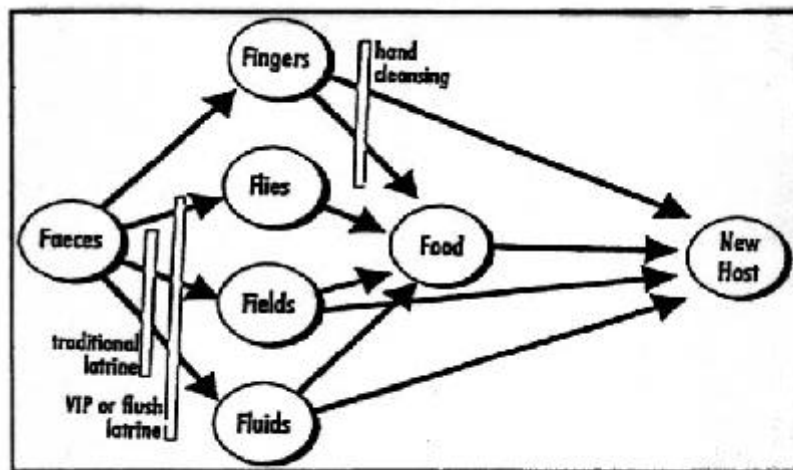 Fingers
hand
cleansing
Flies
Faeces
Food
New
Host
Fields
traditional
latrine
VIP or flush
latrine
Fluids